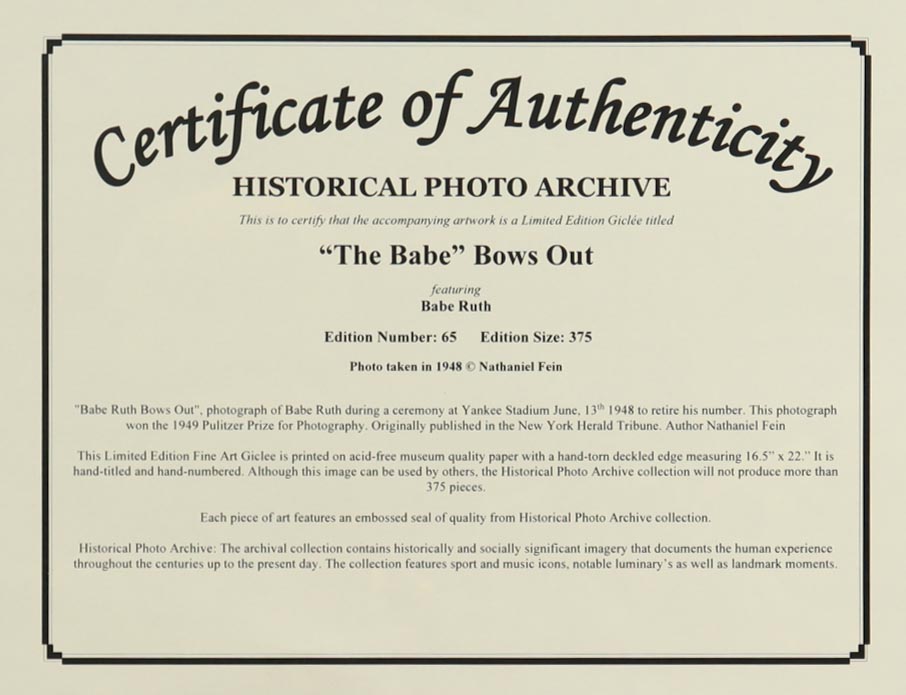 Certificate of Authenticity
HISTORICAL PHOTO ARCHIVE
This is to certify that the accompanying artwork is a Limited Edition Giclée titled
“The Babe” Bows Out
featuring
Babe Ruth
Edition Number: 65 Edition Size: 375
Photo taken in 1948 © Nathaniel Fein
"Babe Ruth Bows Out", photograph of Babe Ruth during a ceremony at Yankee Stadium June, 13th 1948 to retire his number. This photograph
won the 1949 Pulitzer Prize for Photography. Originally published in the New York Herald Tribune. Author Nathaniel Fein
This Limited Edition Fine Art Giclee is printed on acid-free museum quality paper with a hand-torn deckled edge measuring 16.5” x 22.” It is
hand-titled and hand-numbered. Although this image can be used by others, the Historical Photo Archive collection will not produce more than
375 pieces.
Each piece of art features an embossed seal of quality from Historical Photo Archive collection.
Historical Photo Archive: The archival collection contains historically and socially significant imagery that documents the human experience
throughout the centuries up to the present day. The collection features sport and music icons, notable luminary’s as well as landmark moments.